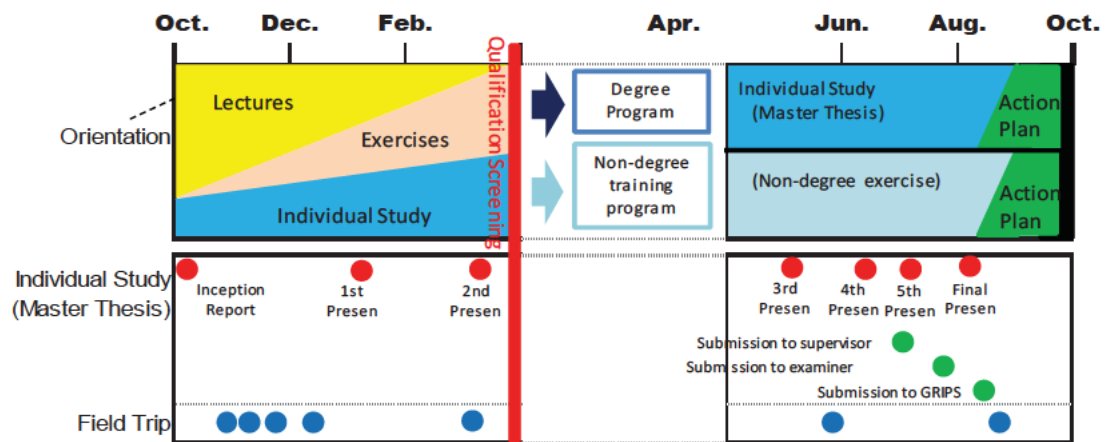 Oct. Dec. Feb. Apr. Jun. Aug. Oct.
Qualification Screening
Lectures
Orientation
Exercises
Individual Study
Degree
Program
Non-degree
training
program
Individual Study
(Master Thesis)
Action
Plan
(Non-degree exercise)
Action
Plan
Individual Study
(Master Thesis)
Inception
Report
1st
Presen
2nd
Presen
3rd
Presen
4th
Presen
5th
Presen
Final
Presen
Submission to supervisor
Submission to examiner
Submission to GRIPS
Field Trip